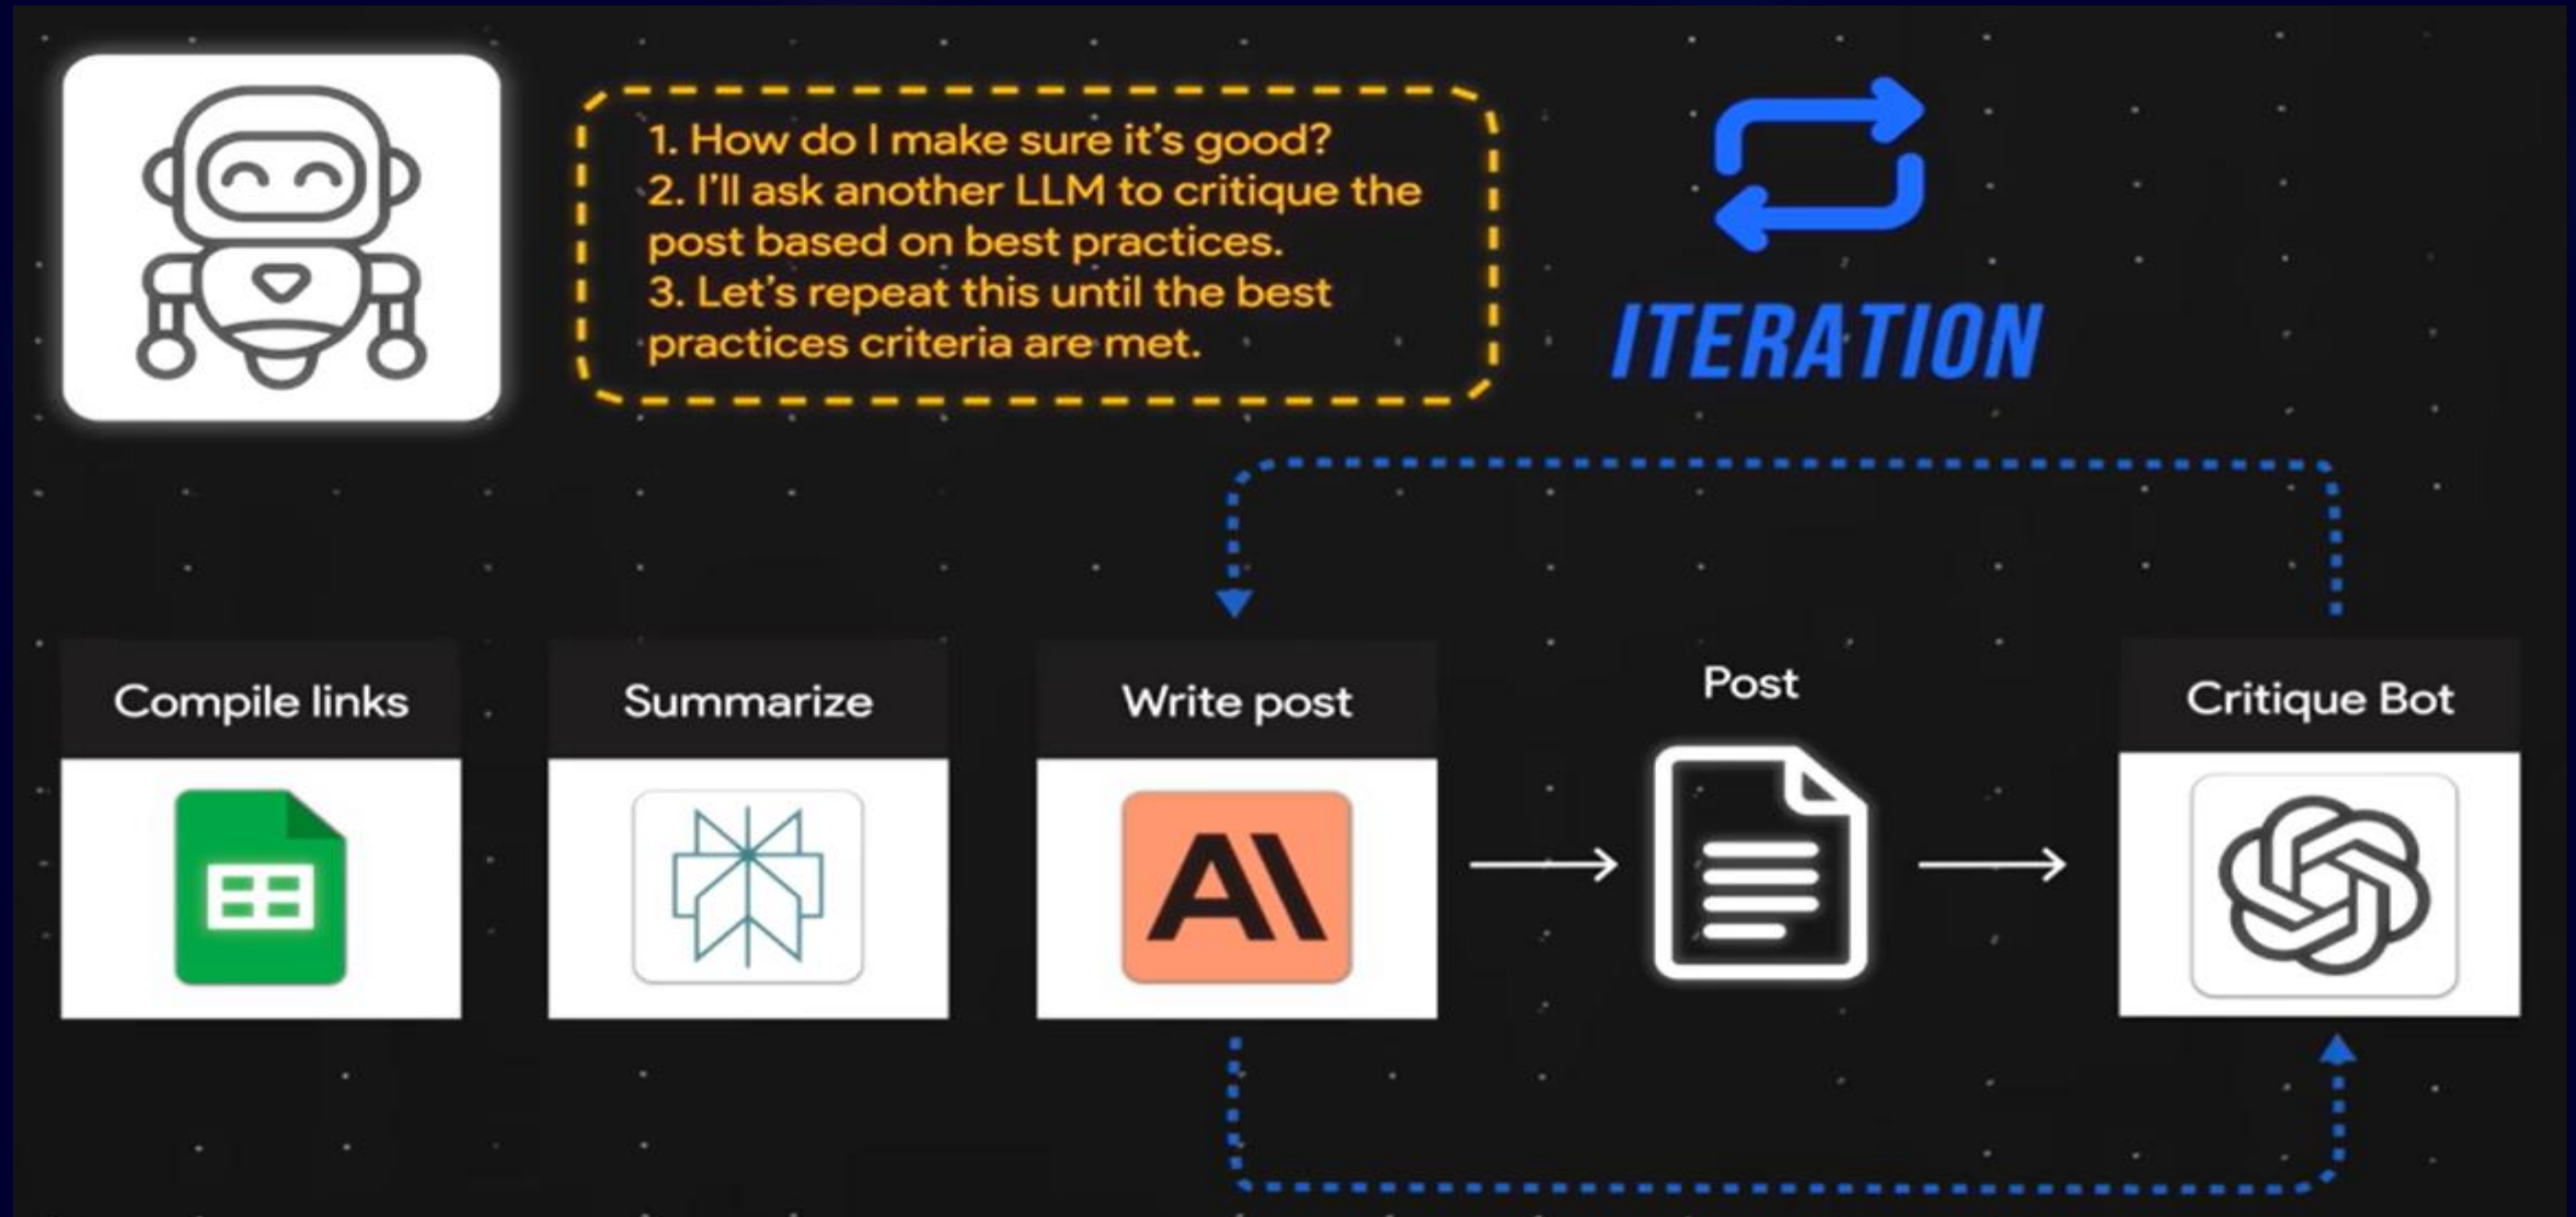 1. How do I make sure it's good?
2. I'll ask another LLM to critique the
post based on best practices.
3. Let's repeat this until the best
practices criteria are met.
ITERATION
Compile links
Summarize
Write post
Post
Critique Bot
AI